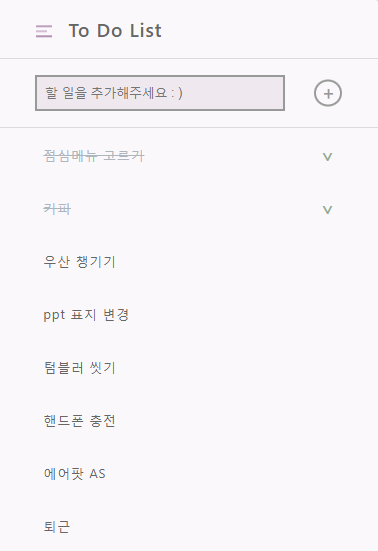 To Do List
할 일을 추가해주세요 : )
점심메뉴 고르기
커피
우산 챙기기
ppt 표지 변경
텀블러 씻기
핸드폰 충전
에어팟 AS
퇴근